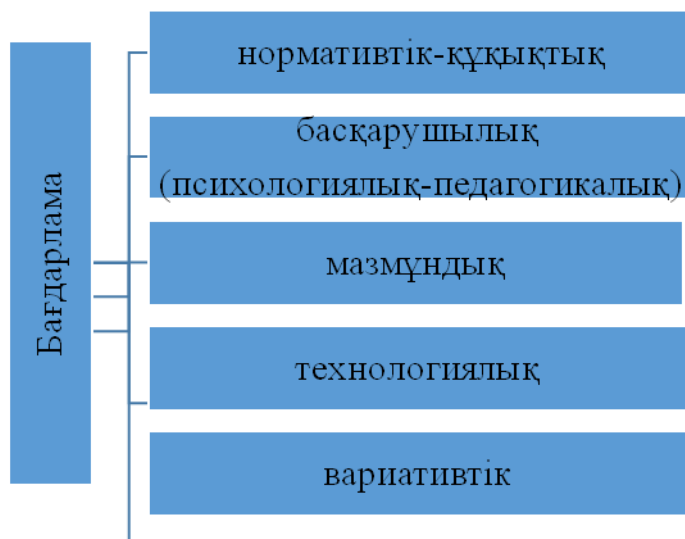 Бағдарлама
нормативтік-құқықтық
басқарушылық
(психологиялық-педагогикалық)
мазмұндық
технологиялық
вариативтік